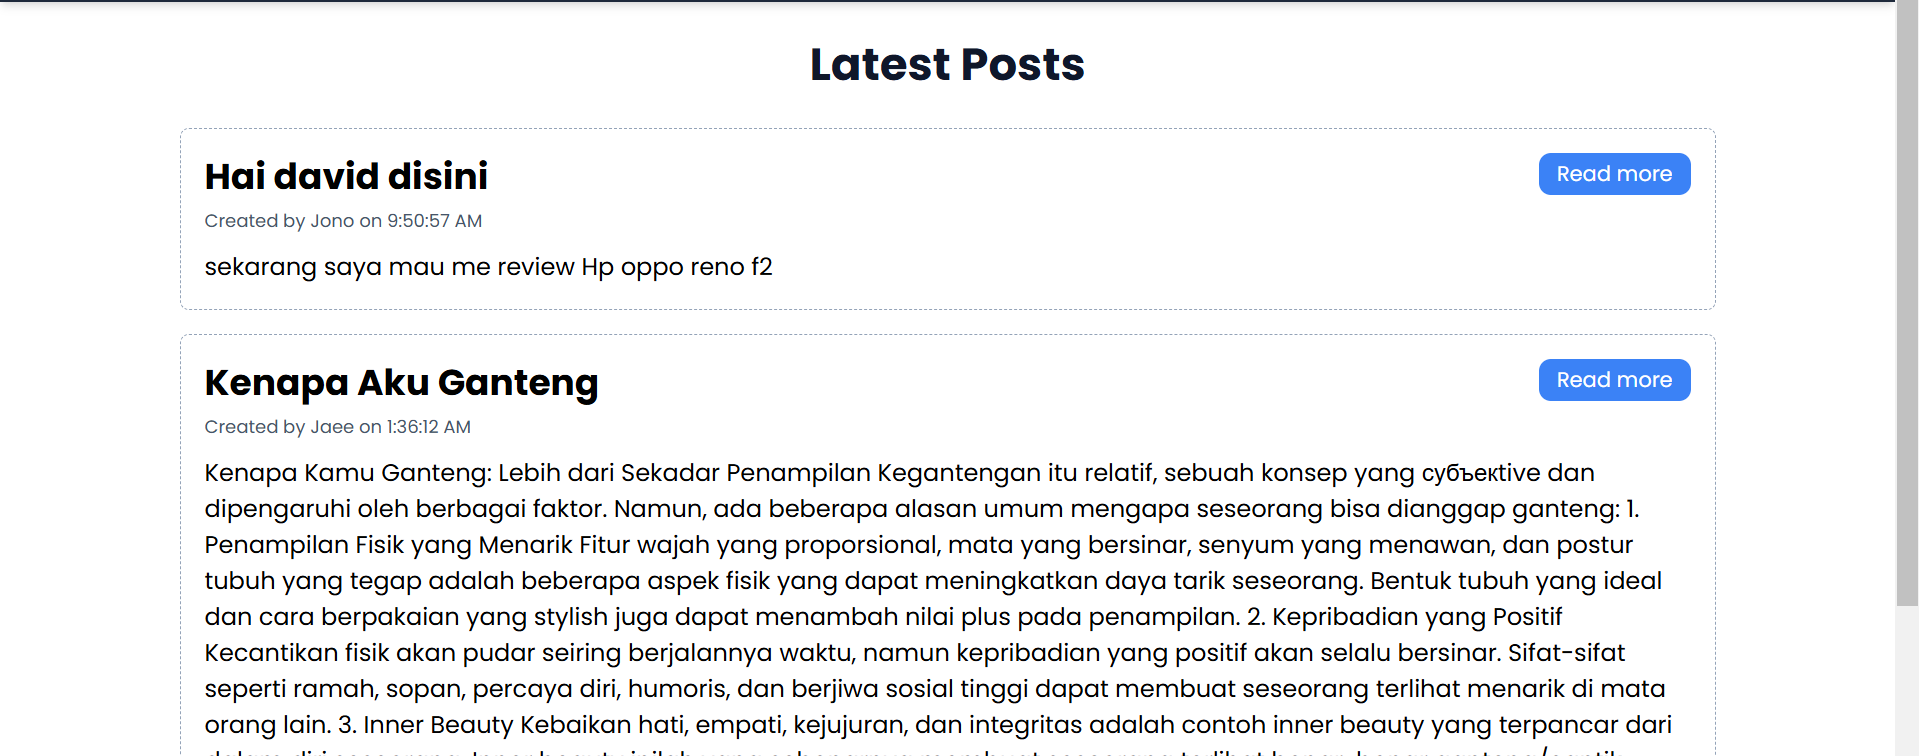 Latest Posts
Hai david disini
Read more
Created by Jono on 9:50:57 AM
sekarang saya mau me review Hp oppo reno f2
Kenapa Aku Ganteng
Read more
Created by Jaee on 1:36:12 AM
Kenapa Kamu Ganteng: Lebih dari Sekadar Penampilan Kegantengan itu relatif, sebuah konsep yang субъекtive dan
dipengaruhi oleh berbagai faktor. Namun, ada beberapa alasan umum mengapa seseorang bisa dianggap ganteng: 1.
Penampilan Fisik yang Menarik Fitur wajah yang proporsional, mata yang bersinar, senyum yang menawan, dan postur
tubuh yang tegap adalah beberapa aspek fisik yang dapat meningkatkan daya tarik seseorang. Bentuk tubuh yang ideal
dan cara berpakaian yang stylish juga dapat menambah nilai plus pada penampilan. 2. Kepribadian yang Positif
Kecantikan fisik akan pudar seiring berjalannya waktu, namun kepribadian yang positif akan selalu bersinar. Sifat-sifat
seperti ramah, sopan, percaya diri, humoris, dan berjiwa sosial tinggi dapat membuat seseorang terlihat menarik di mata
orang lain. 3. Inner Beauty Kebaikan hati, empati, kejujuran, dan integritas adalah contoh inner beauty yang terpancar dari